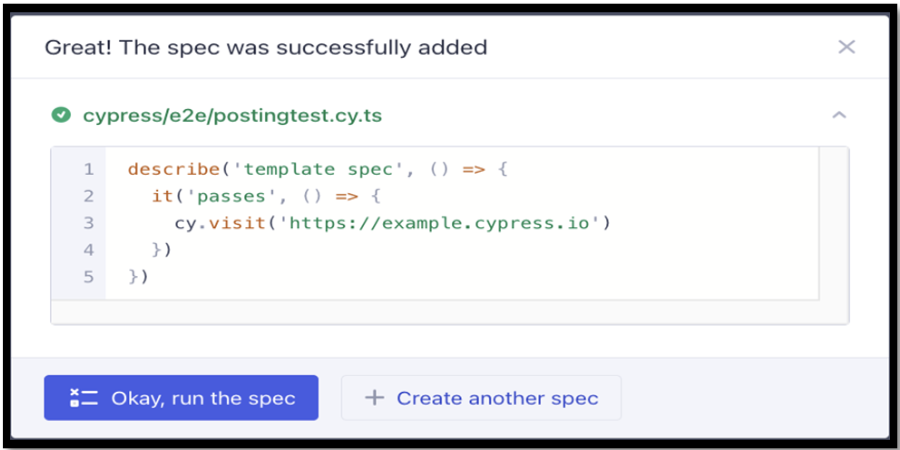 Great! The spec was successfully added
cypress/e2e/postingtest.cy.ts
1 describe('template spec', () => {
2   it('passes', () => {
3     cy.visit('https://example.cypress.io')
4   })
5 })
Okay, run the spec
+ Create another spec